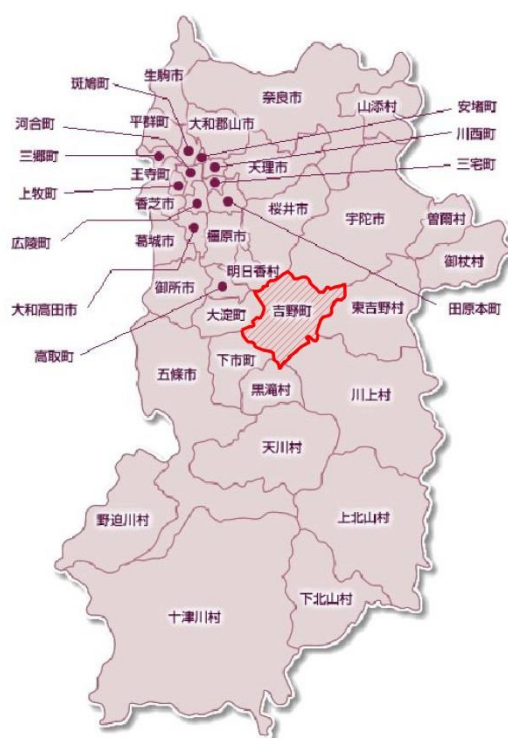 斑鳩町
生駒市
奈良市
山添村
安堵町
平群町
大和郡山市
河合町
川西町
三郷町
王寺町
天理市
三宅町
上牧町
香芝市
桜井市
宇陀市
曽爾村
広陵町
葛城市
橿原市
御杖村
明日香村
御所市
大和高田市
大淀町
吉野町
東吉野村
田原本町
高取町
五條市
下市町
黒滝村
川上村
天川村
野迫川村
上北山村
下北山村
十津川村